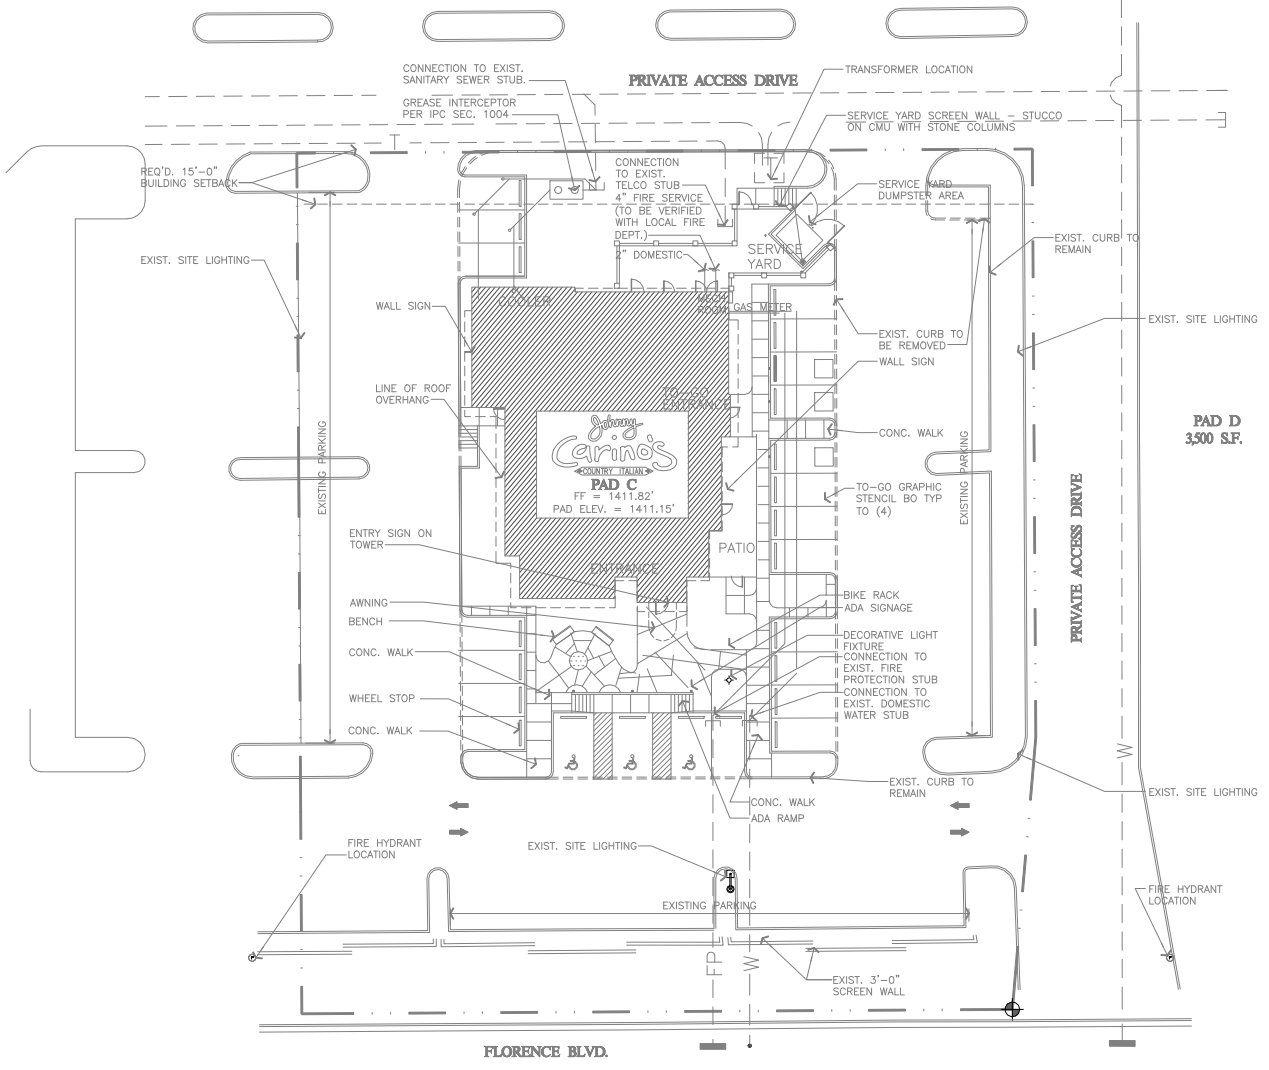 CONNECTION TO EXIST.
SANITARY SEWER STUB.
PRIVATE ACCESS DRIVE
TRANSFORMER LOCATION
GREASE INTERCEPTOR
PER IPC SEC. 1004
SERVICE YARD SCREEN WALL – STUCCO
ON CMU WITH STONE COLUMNS
REQ'D. 15'-0"
BUILDING SETBACK
CONNECTION
TO EXIST.
TELCO STUB
4" FIRE SERVICE
(TO BE VERIFIED
WITH LOCAL FIRE
DEPT.)
2" DOMESTIC
SERVICE YARD
DUMPSTER AREA
SERVICE
YARD
EXIST. CURB TO
REMAIN
EXIST. SITE LIGHTING
WALL SIGN
COOLER
MECH.
ROOM
GAS METER
EXIST. SITE LIGHTING
EXIST. CURB TO
BE REMOVED
WALL SIGN
LINE OF ROOF
OVERHANG
TO-GO
ENTRANCE
PAD D
3,500 S.F.
CONC. WALK
Johnny
Carino's
COUNTRY ITALIAN
PAD C
FF = 1411.82'
PAD ELEV. = 1411.15'
EXISTING PARKING
EXISTING PARKING
PRIVATE ACCESS DRIVE
TO-GO GRAPHIC
STENCIL BO TYP
TO (4)
ENTRY SIGN ON
TOWER
PATIO
ENTRANCE
AWNING
BENCH
CONC. WALK
WHEEL STOP
CONC. WALK
BIKE RACK
ADA SIGNAGE
DECORATIVE LIGHT
FIXTURE
CONNECTION TO
EXIST. FIRE
PROTECTION STUB
CONNECTION TO
EXIST. DOMESTIC
WATER STUB
W
EXIST. CURB TO
REMAIN
EXIST. SITE LIGHTING
CONC. WALK
ADA RAMP
FIRE HYDRANT
LOCATION
EXIST. SITE LIGHTING
FIRE HYDRANT
LOCATION
EXISTING PARKING
FP
W
EXIST. 3'-0"
SCREEN WALL
FLORENCE BLVD.